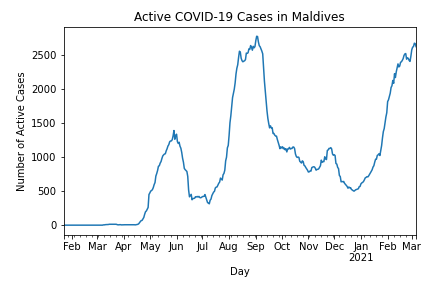 Active COVID-19 Cases in Maldives
Number of Active Cases
2500
2000
1500
1000
500
0
Feb Mar Apr May Jun Jul Aug Sep Oct Nov Dec Jan Feb Mar
2021
Day